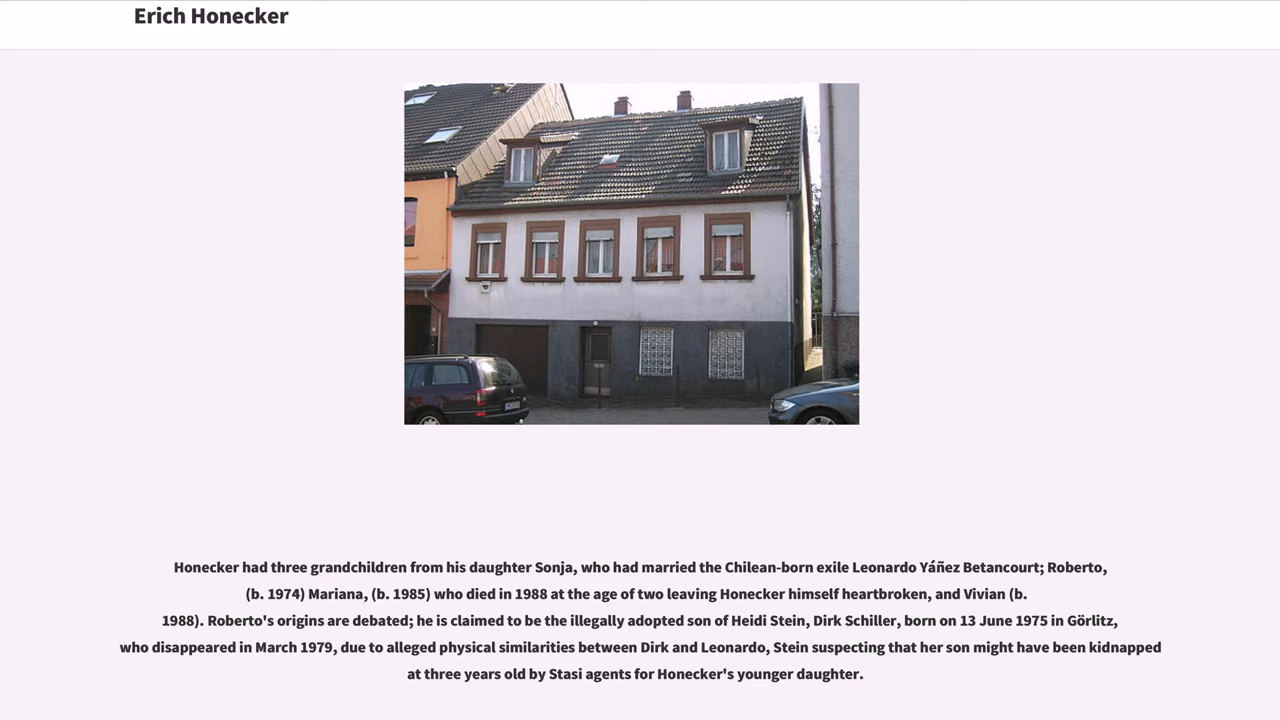 Erich Honecker
Honecker had three grandchildren from his daughter Sonja, who had married the Chilean-born exile Leonardo Yáñez Betancourt; Roberto,
(b. 1974) Mariana, (b. 1985) who died in 1988 at the age of two leaving Honecker himself heartbroken, and Vivian (b.
1988). Roberto's origins are debated; he is claimed to be the illegally adopted son of Heidi Stein, Dirk Schiller, born on 13 June 1975 in Görlitz,
who disappeared in March 1979, due to alleged physical similarities between Dirk and Leonardo, Stein suspecting that her son might have been kidnapped
at three years old by Stasi agents for Honecker's younger daughter.